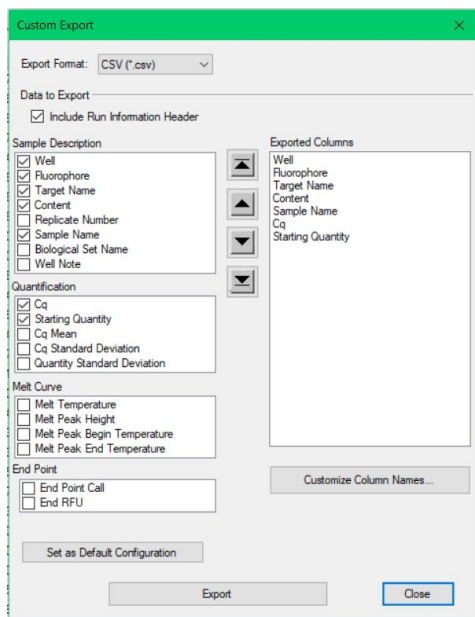 Custom Export
Export Format: CSV (*.csv)
Data to Export
Include Run Information Header
Sample Description
Well
Fluorophore
Target Name
Content
Replicate Number
Sample Name
Biological Set Name
Well Note
Quantification
Cq
Starting Quantity
Cq Mean
Cq Standard Deviation
Quantity Standard Deviation
Melt Curve
Melt Temperature
Melt Peak Height
Melt Peak Begin Temperature
Melt Peak End Temperature
End Point
End Point Call
End RFU
Exported Columns
Well
Fluorophore
Target Name
Content
Sample Name
Cq
Starting Quantity
Customize Column Names...
Set as Default Configuration
Export
Close